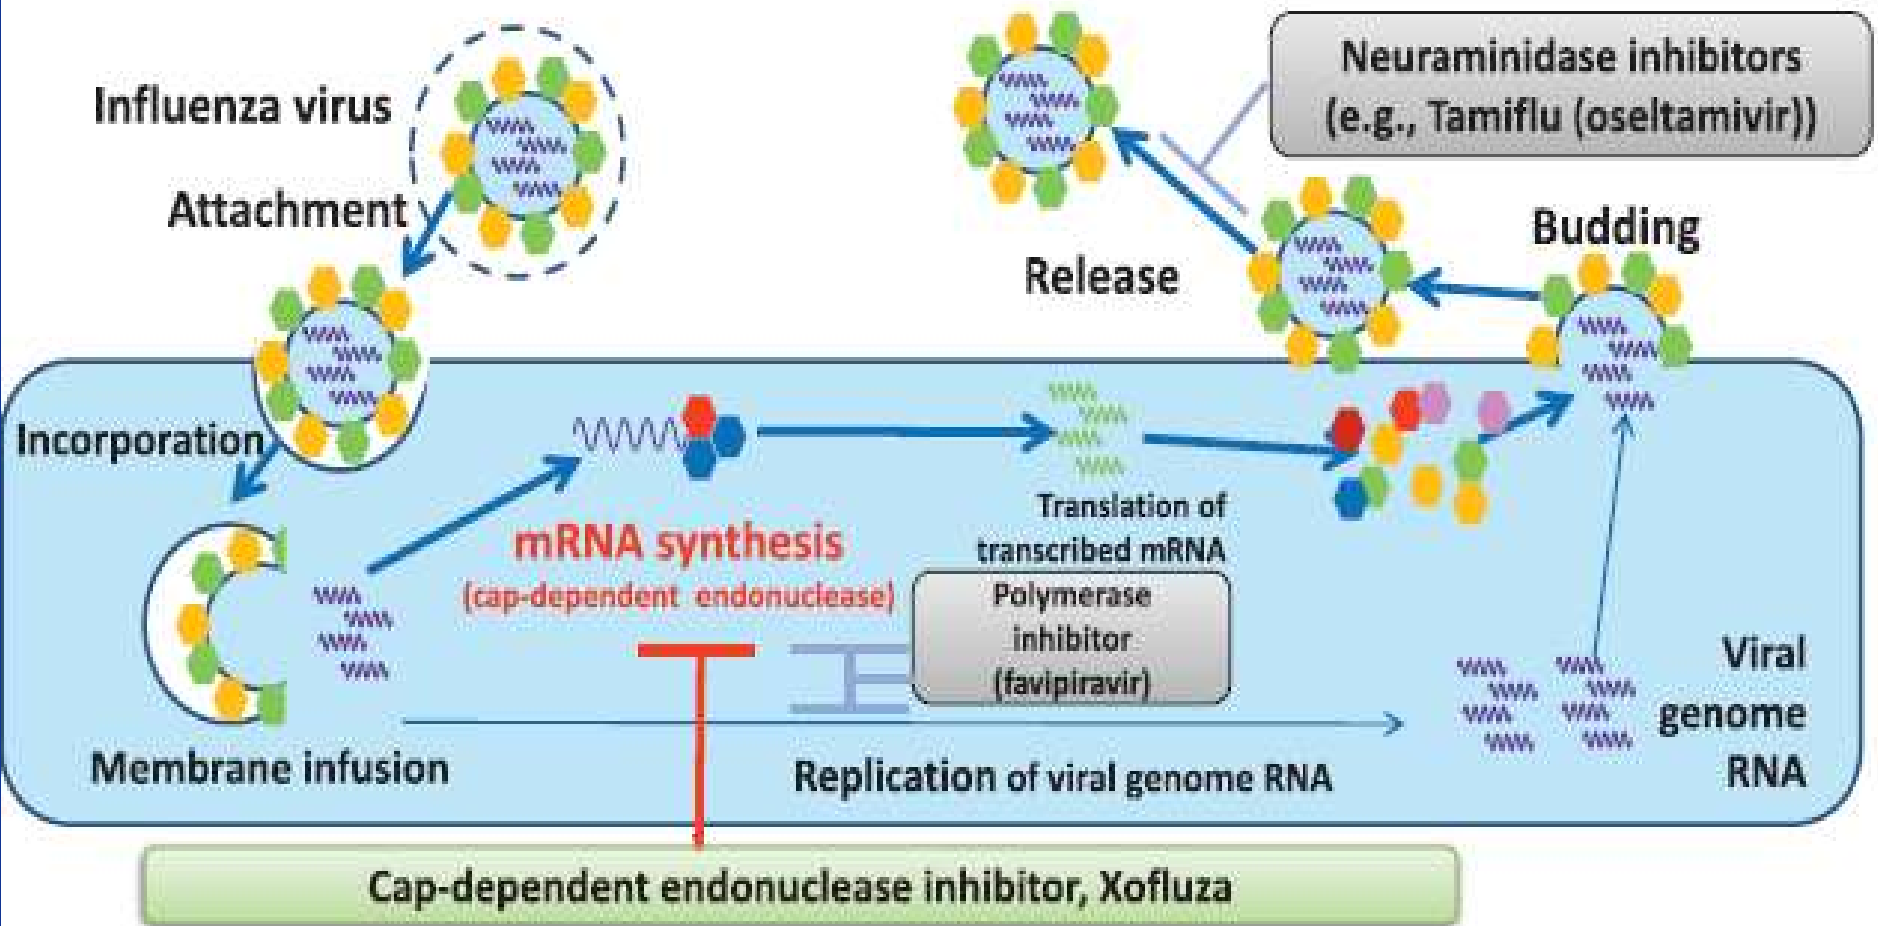 Influenza virus
Attachment
Neuraminidase inhibitors
(e.g., Tamiflu (oseltamivir))
Budding
Release
Incorporation
mRNA synthesis
(cap-dependent endonuclease)
Translation of
transcribed mRNA
Polymerase
inhibitor
(favipiravir)
Viral
genome
RNA
Membrane infusion
Replication of viral genome RNA
Cap-dependent endonuclease inhibitor, Xofluza